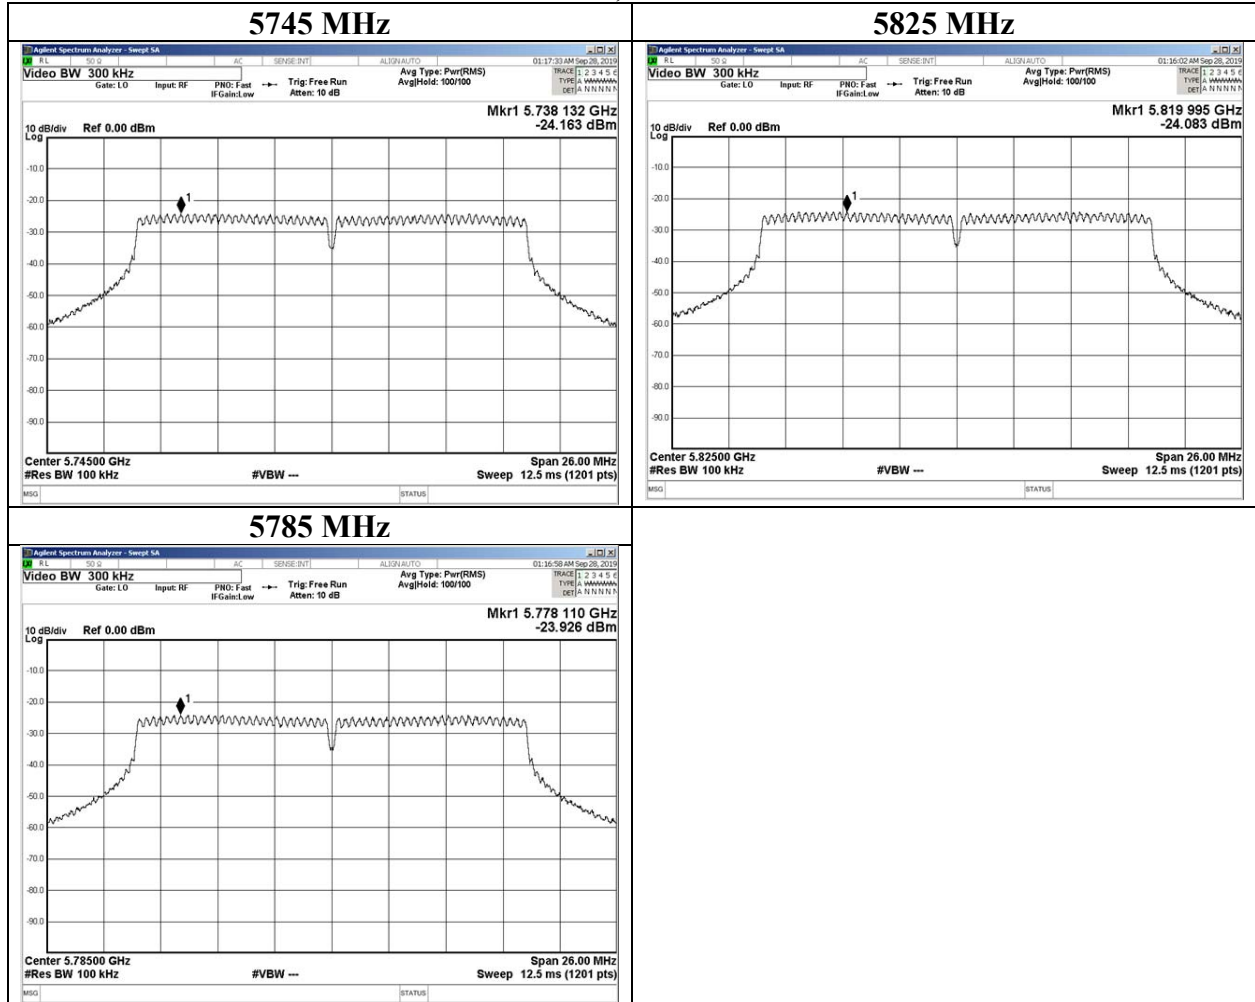 5745 MHz
Agilent Spectrum Analyzer - Swept SA
RL 50 Ω AC SENSE:INT ALIGNAUTO 01:17:33 AM Sep 28, 2019
Video BW 300 kHz Avg Type: Pwr(RMS) TRACE 1 2 3 4 5 6
Gate: LO Input: RF PNO: Fast Trig: Free Run Avg|Hold: 100/100 TYPE A
IFGain:Low Atten: 10 dB DET A N N N N N
Mkr1 5.738 132 GHz
-24.163 dBm
10 dB/div Ref 0.00 dBm
Log
-10.0
1
-20.0
-30.0
-40.0
-50.0
-60.0
-70.0
-80.0
-90.0
Center 5.74500 GHz Span 26.00 MHz
#Res BW 100 kHz #VBW --- Sweep 12.5 ms (1201 pts)
MSG STATUS
5825 MHz
Agilent Spectrum Analyzer - Swept SA
RL 50 Ω AC SENSE:INT ALIGNAUTO 01:16:02 AM Sep 28, 2019
Video BW 300 kHz Avg Type: Pwr(RMS) TRACE 1 2 3 4 5 6
Gate: LO Input: RF PNO: Fast Trig: Free Run Avg|Hold: 100/100 TYPE A
IFGain:Low Atten: 10 dB DET A N N N N N
Mkr1 5.819 995 GHz
-24.083 dBm
10 dB/div Ref 0.00 dBm
Log
-10.0
1
-20.0
-30.0
-40.0
-50.0
-60.0
-70.0
-80.0
-90.0
Center 5.82500 GHz Span 26.00 MHz
#Res BW 100 kHz #VBW --- Sweep 12.5 ms (1201 pts)
MSG STATUS
5785 MHz
Agilent Spectrum Analyzer - Swept SA
RL 50 Ω AC SENSE:INT ALIGNAUTO 01:16:58 AM Sep 28, 2019
Video BW 300 kHz Avg Type: Pwr(RMS) TRACE 1 2 3 4 5 6
Gate: LO Input: RF PNO: Fast Trig: Free Run Avg|Hold: 100/100 TYPE A
IFGain:Low Atten: 10 dB DET A N N N N N
Mkr1 5.778 110 GHz
-23.926 dBm
10 dB/div Ref 0.00 dBm
Log
-10.0
1
-20.0
-30.0
-40.0
-50.0
-60.0
-70.0
-80.0
-90.0
Center 5.78500 GHz Span 26.00 MHz
#Res BW 100 kHz #VBW --- Sweep 12.5 ms (1201 pts)
MSG STATUS